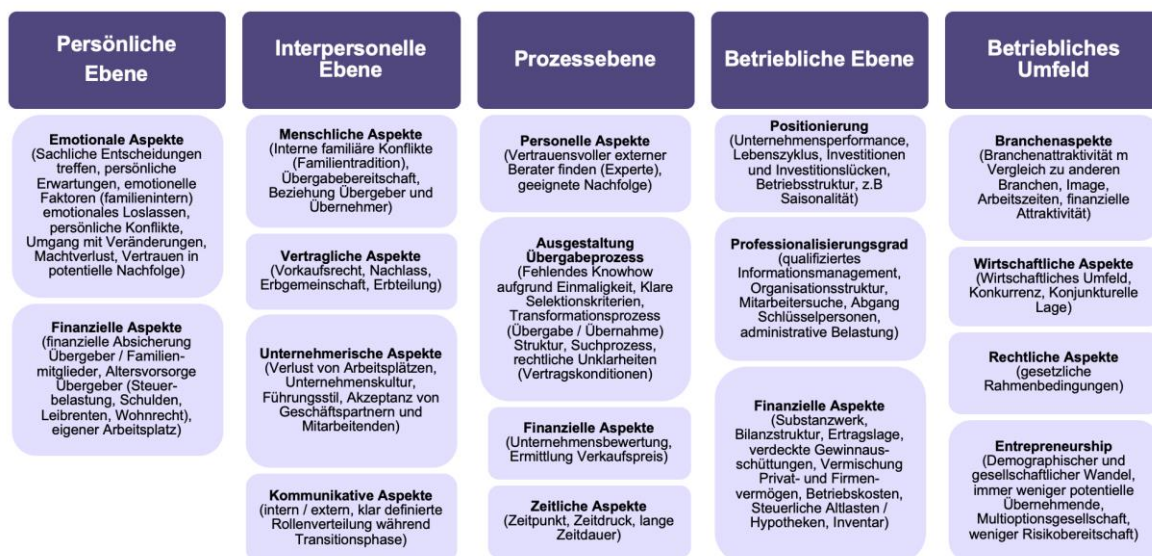 Persönliche
Ebene
Emotionale Aspekte
(Sachliche Entscheidungen
treffen, persönliche
Erwartungen, emotionelle
Faktoren (familienintern)
emotionales Loslassen,
persönliche Konflikte,
Umgang mit Veränderungen,
Machtverlust, Vertrauen in
potentielle Nachfolge)
Finanzielle Aspekte
(finanzielle Absicherung
Übergeber / Familien-
mitglieder, Altersvorsorge
Übergeber (Steuer-
belastung, Schulden,
Leibrenten, Wohnrecht),
eigener Arbeitsplatz)
Interpersonelle
Ebene
Menschliche Aspekte
(Interne familiäre Konflikte
(Familientradition),
Übergabebereitschaft,
Beziehung Übergeber und
Übernehmer)
Vertragliche Aspekte
(Vorkaufsrecht, Nachlass,
Erbgemeinschaft, Erbteilung)
Unternehmerische Aspekte
(Verlust von Arbeitsplätzen,
Unternehmenskultur,
Führungsstil, Akzeptanz von
Geschäftspartnern und
Mitarbeitenden)
Kommunikative Aspekte
(intern / extern, klar definierte
Rollenverteilung während
Transitionsphase)
Prozessebene
Personelle Aspekte
(Vertrauensvoller externer
Berater finden (Experte),
geeignete Nachfolge)
Ausgestaltung
Übergabeprozess
(Fehlendes Knowhow
aufgrund Einmaligkeit, Klare
Selektionskriterien,
Transformationsprozess
(Übergabe / Übernahme)
Struktur, Suchprozess,
rechtliche Unklarheiten
(Vertragskonditionen)
Finanzielle Aspekte
(Unternehmensbewertung,
Ermittlung Verkaufspreis)
Zeitliche Aspekte
(Zeitpunkt, Zeitdruck, lange
Zeitdauer)
Betriebliche Ebene
Positionierung
(Unternehmensperformance,
Lebenszyklus, Investitionen
und Investitionslücken,
Betriebsstruktur, z.B
Saisonalität)
Professionalisierungsgrad
(qualifiziertes
Informationsmanagement,
Organisationsstruktur,
Mitarbeitersuche, Abgang
Schlüsselpersonen,
administrative Belastung)
Finanzielle Aspekte
(Substanzwerk,
Bilanzstruktur, Ertragslage,
verdeckte Gewinnaus-
schüttungen, Vermischung
Privat- und Firmen-
vermögen, Betriebskosten,
Steuerliche Altlasten /
Hypotheken, Inventar)
Betriebliches
Umfeld
Branchenaspekte
(Branchenattraktivität m
Vergleich zu anderen
Branchen, Image,
Arbeitszeiten, finanzielle
Attraktivität)
Wirtschaftliche Aspekte
(Wirtschaftliches Umfeld,
Konkurrenz, Konjunkturelle
Lage)
Rechtliche Aspekte
(gesetzliche
Rahmenbedingungen)
Entrepreneurship
(Demographischer und
gesellschaftlicher Wandel,
immer weniger potentielle
Übernehmende,
Multioptionsgesellschaft,
weniger Risikobereitschaft)